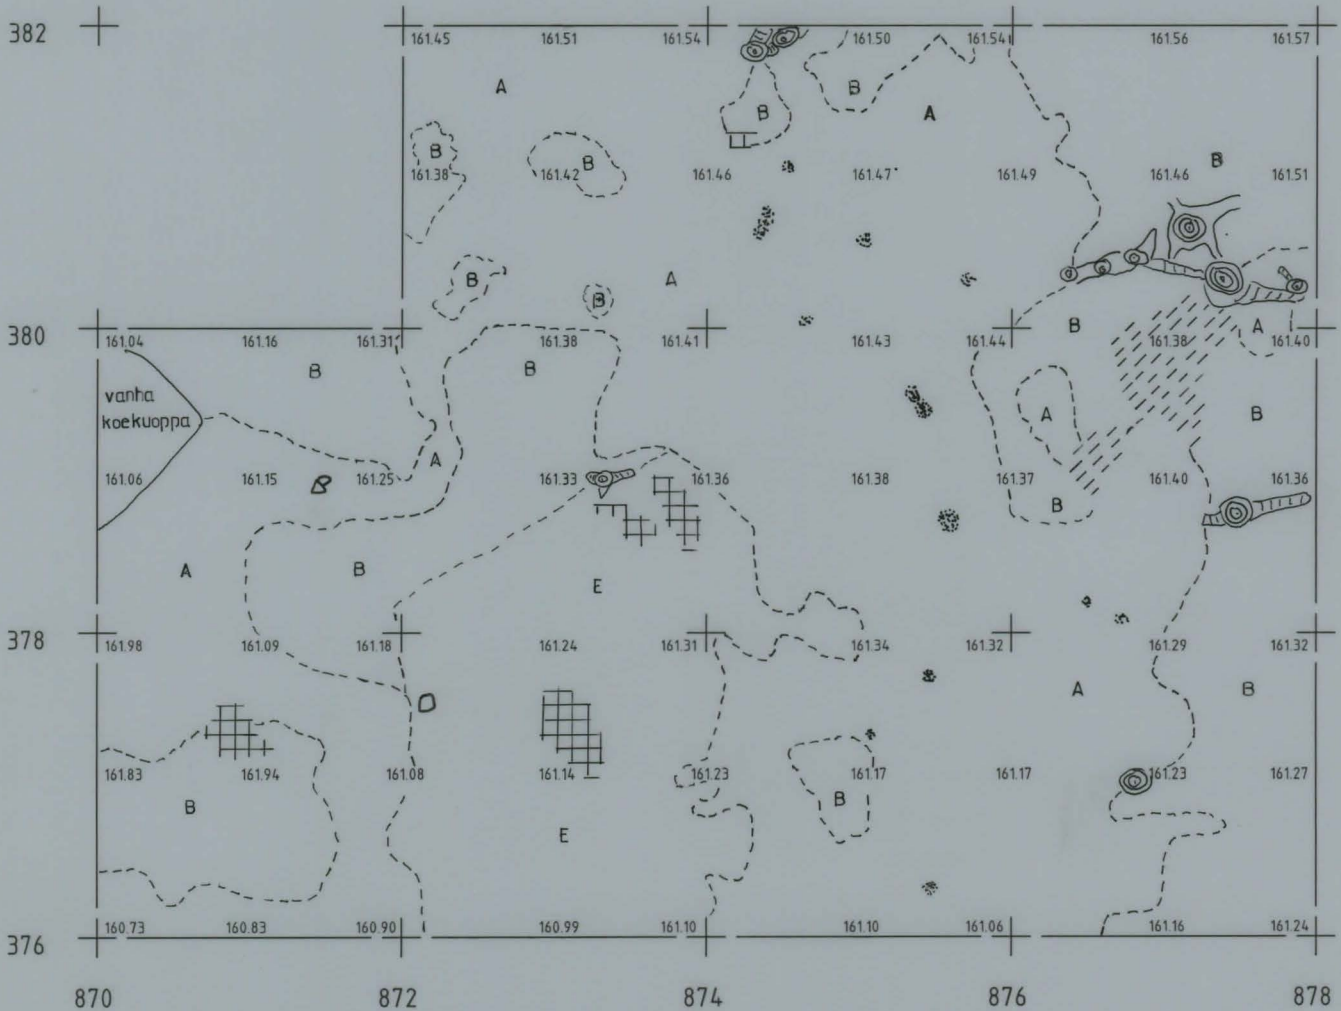 382
161.45 161.51 161.54 161.50 161.54 161.56 161.57
A B B A
B B B
161.38 161.42 161.46 161.47 161.49 161.46 161.51
B B A
380
B A
161.04 161.16 161.31 161.38 161.41 161.43 161.44 161.38 161.40
B B
vanha
koekuoppa A B
A
161.06 161.15 161.25 161.33 161.36 161.38 161.37 161.40 161.36
B
A B E
378
161.98 161.09 161.18 161.24 161.31 161.34 161.32 161.29 161.32
A B
161.83 161.94 161.08 161.14 161.23 161.17 161.17 161.23 161.27
B B
E
160.73 160.83 160.90 160.99 161.10 161.10 161.06 161.16 161.24
376
870 872 874 876 878